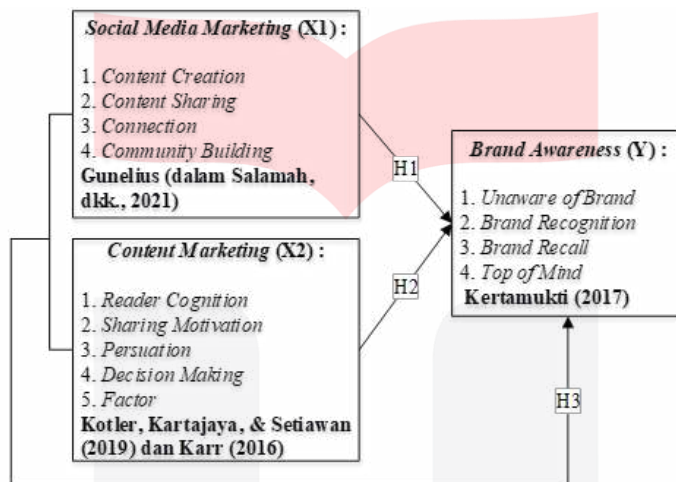 Social Media Marketing (X1) :
1. Content Creation
2. Content Sharing
3. Connection
4. Community Building
Gunelius (dalam Salamah,
dkk., 2021)
H1
Content Marketing (X2) :
1. Reader Cognition
2. Sharing Motivation
3. Persuation
4. Decision Making
5. Factor
Kotler, Kartajaya, & Setiawan
(2019) dan Karr (2016)
H2
Brand Awareness (Y) :
1. Unaware of Brand
2. Brand Recognition
3. Brand Recall
4. Top of Mind
Kertamukti (2017)
H3